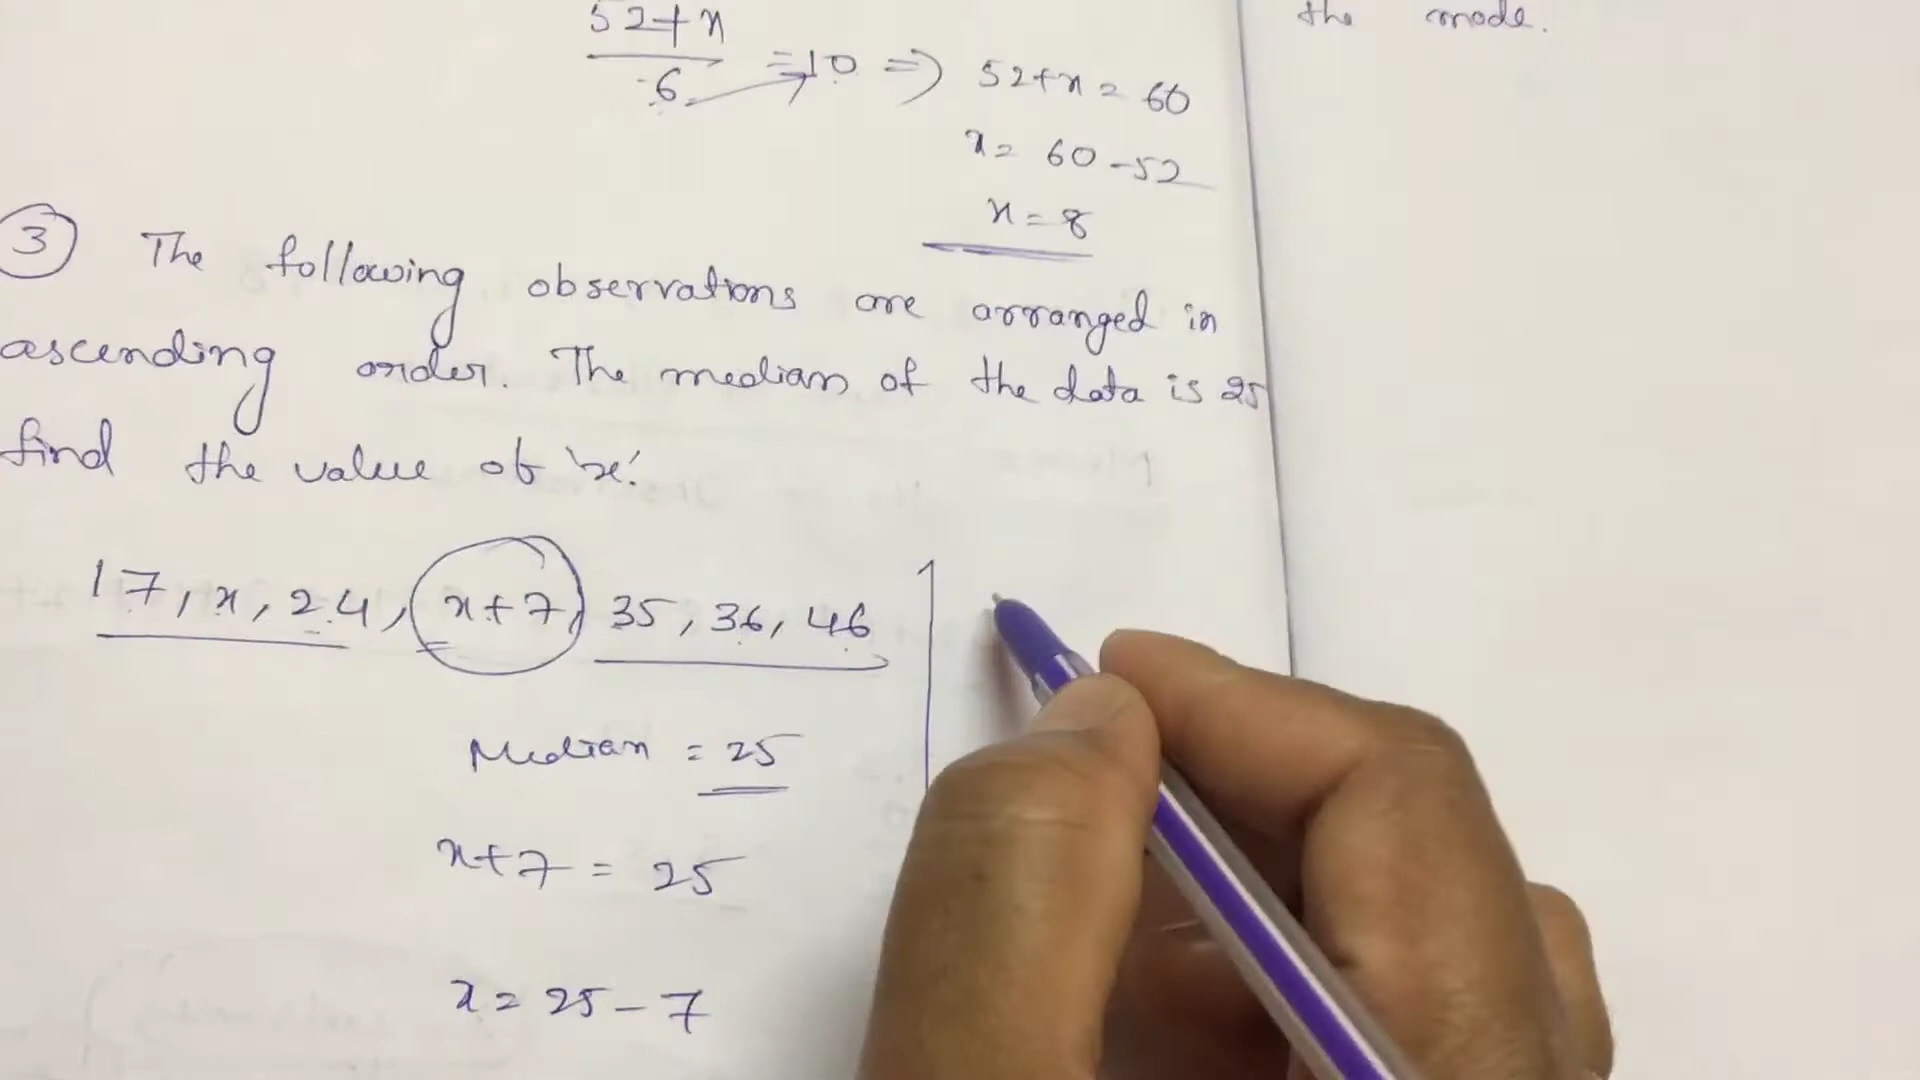 the mode.
52+x
6
=10 => 52+x = 60
x = 60 - 52
x = 8
3 The following observations are arranged in
ascending order. The median of the data is 25
find the value of 'x'.
17, x, 24, x+7, 35, 36, 46
Median = 25
x+7 = 25
x = 25 - 7